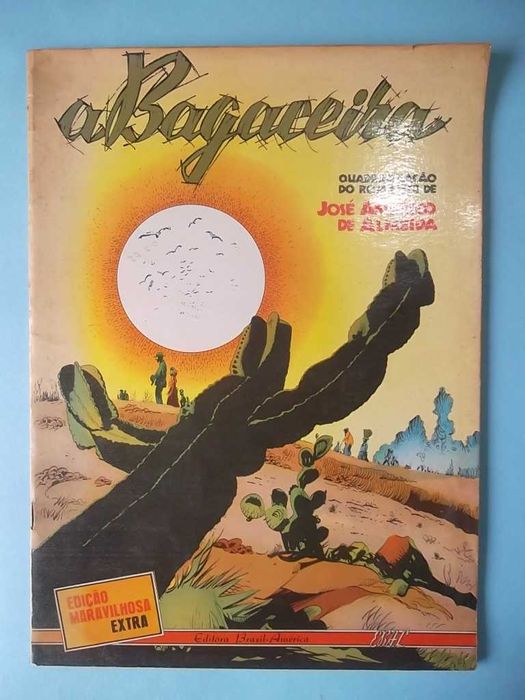 a Bagaceira
QUADRINIZAÇÃO
DO ROMANCE DE
JOSÉ AMÉRICO
DE ALMEIDA
EDIÇÃO
MARAVILHOSA
EXTRA
Editora Brasil-América
EBAL